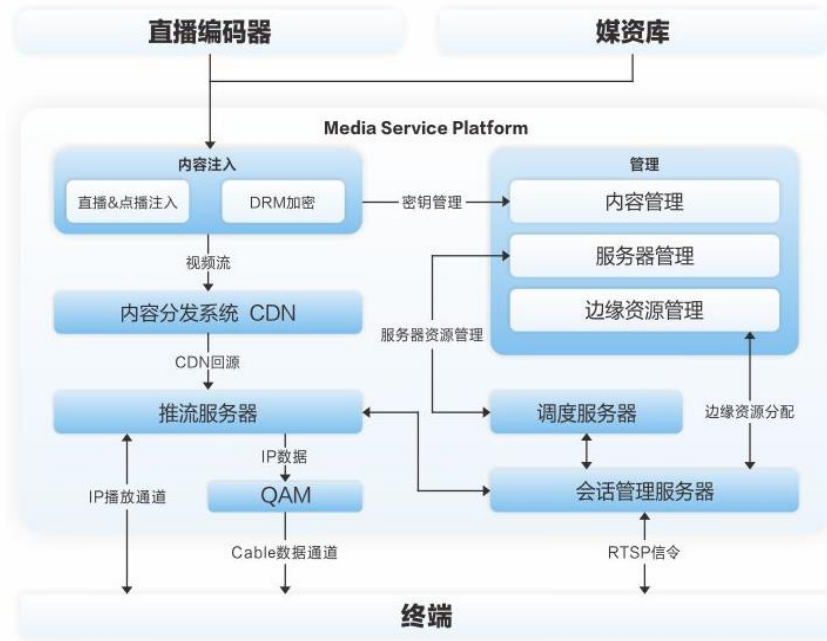 直播编码器
媒资库
Media Service Platform
内容注入
直播&点播注入
DRM加密
密钥管理
管理
内容管理
服务器管理
边缘资源管理
视频流
内容分发系统 CDN
服务器资源管理
CDN回源
推流服务器
调度服务器
边缘资源分配
IP数据
QAM
会话管理服务器
IP播放通道
Cable数据通道
RTSP信令
终端